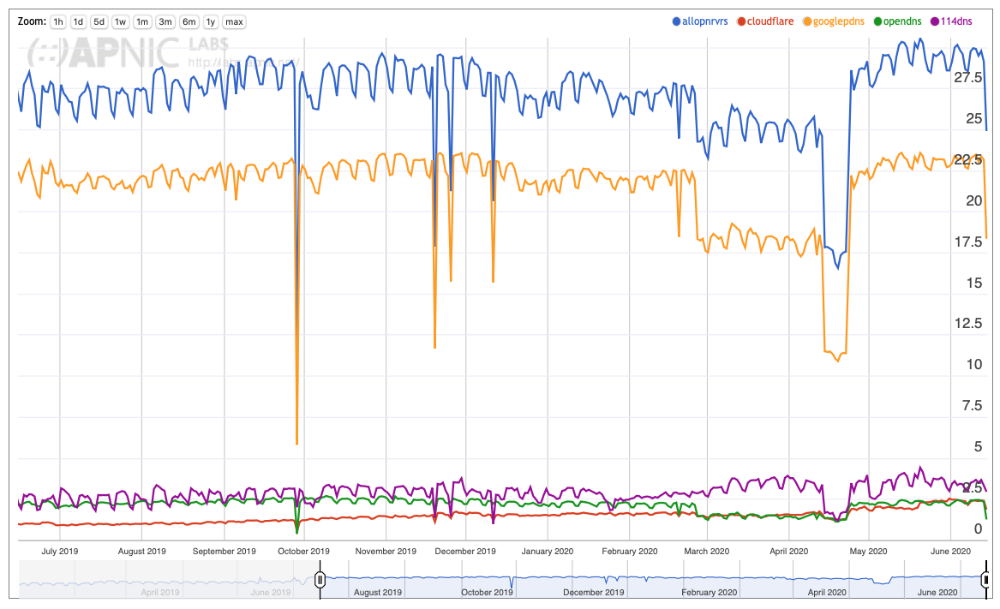 Zoom: 1h 1d 5d 1w 1m 3m 6m 1y max
allopnrvrs cloudflare googlepdns opendns 114dns
(::)APNIC LABS
27.5
25
22.5
20
17.5
15
12.5
10
7.5
5
2.5
0
July 2019 August 2019 September 2019 October 2019 November 2019 December 2019 January 2020 February 2020 March 2020 April 2020 May 2020 June 2020
April 2019 June 2019 August 2019 October 2019 December 2019 February 2020 April 2020 June 2020